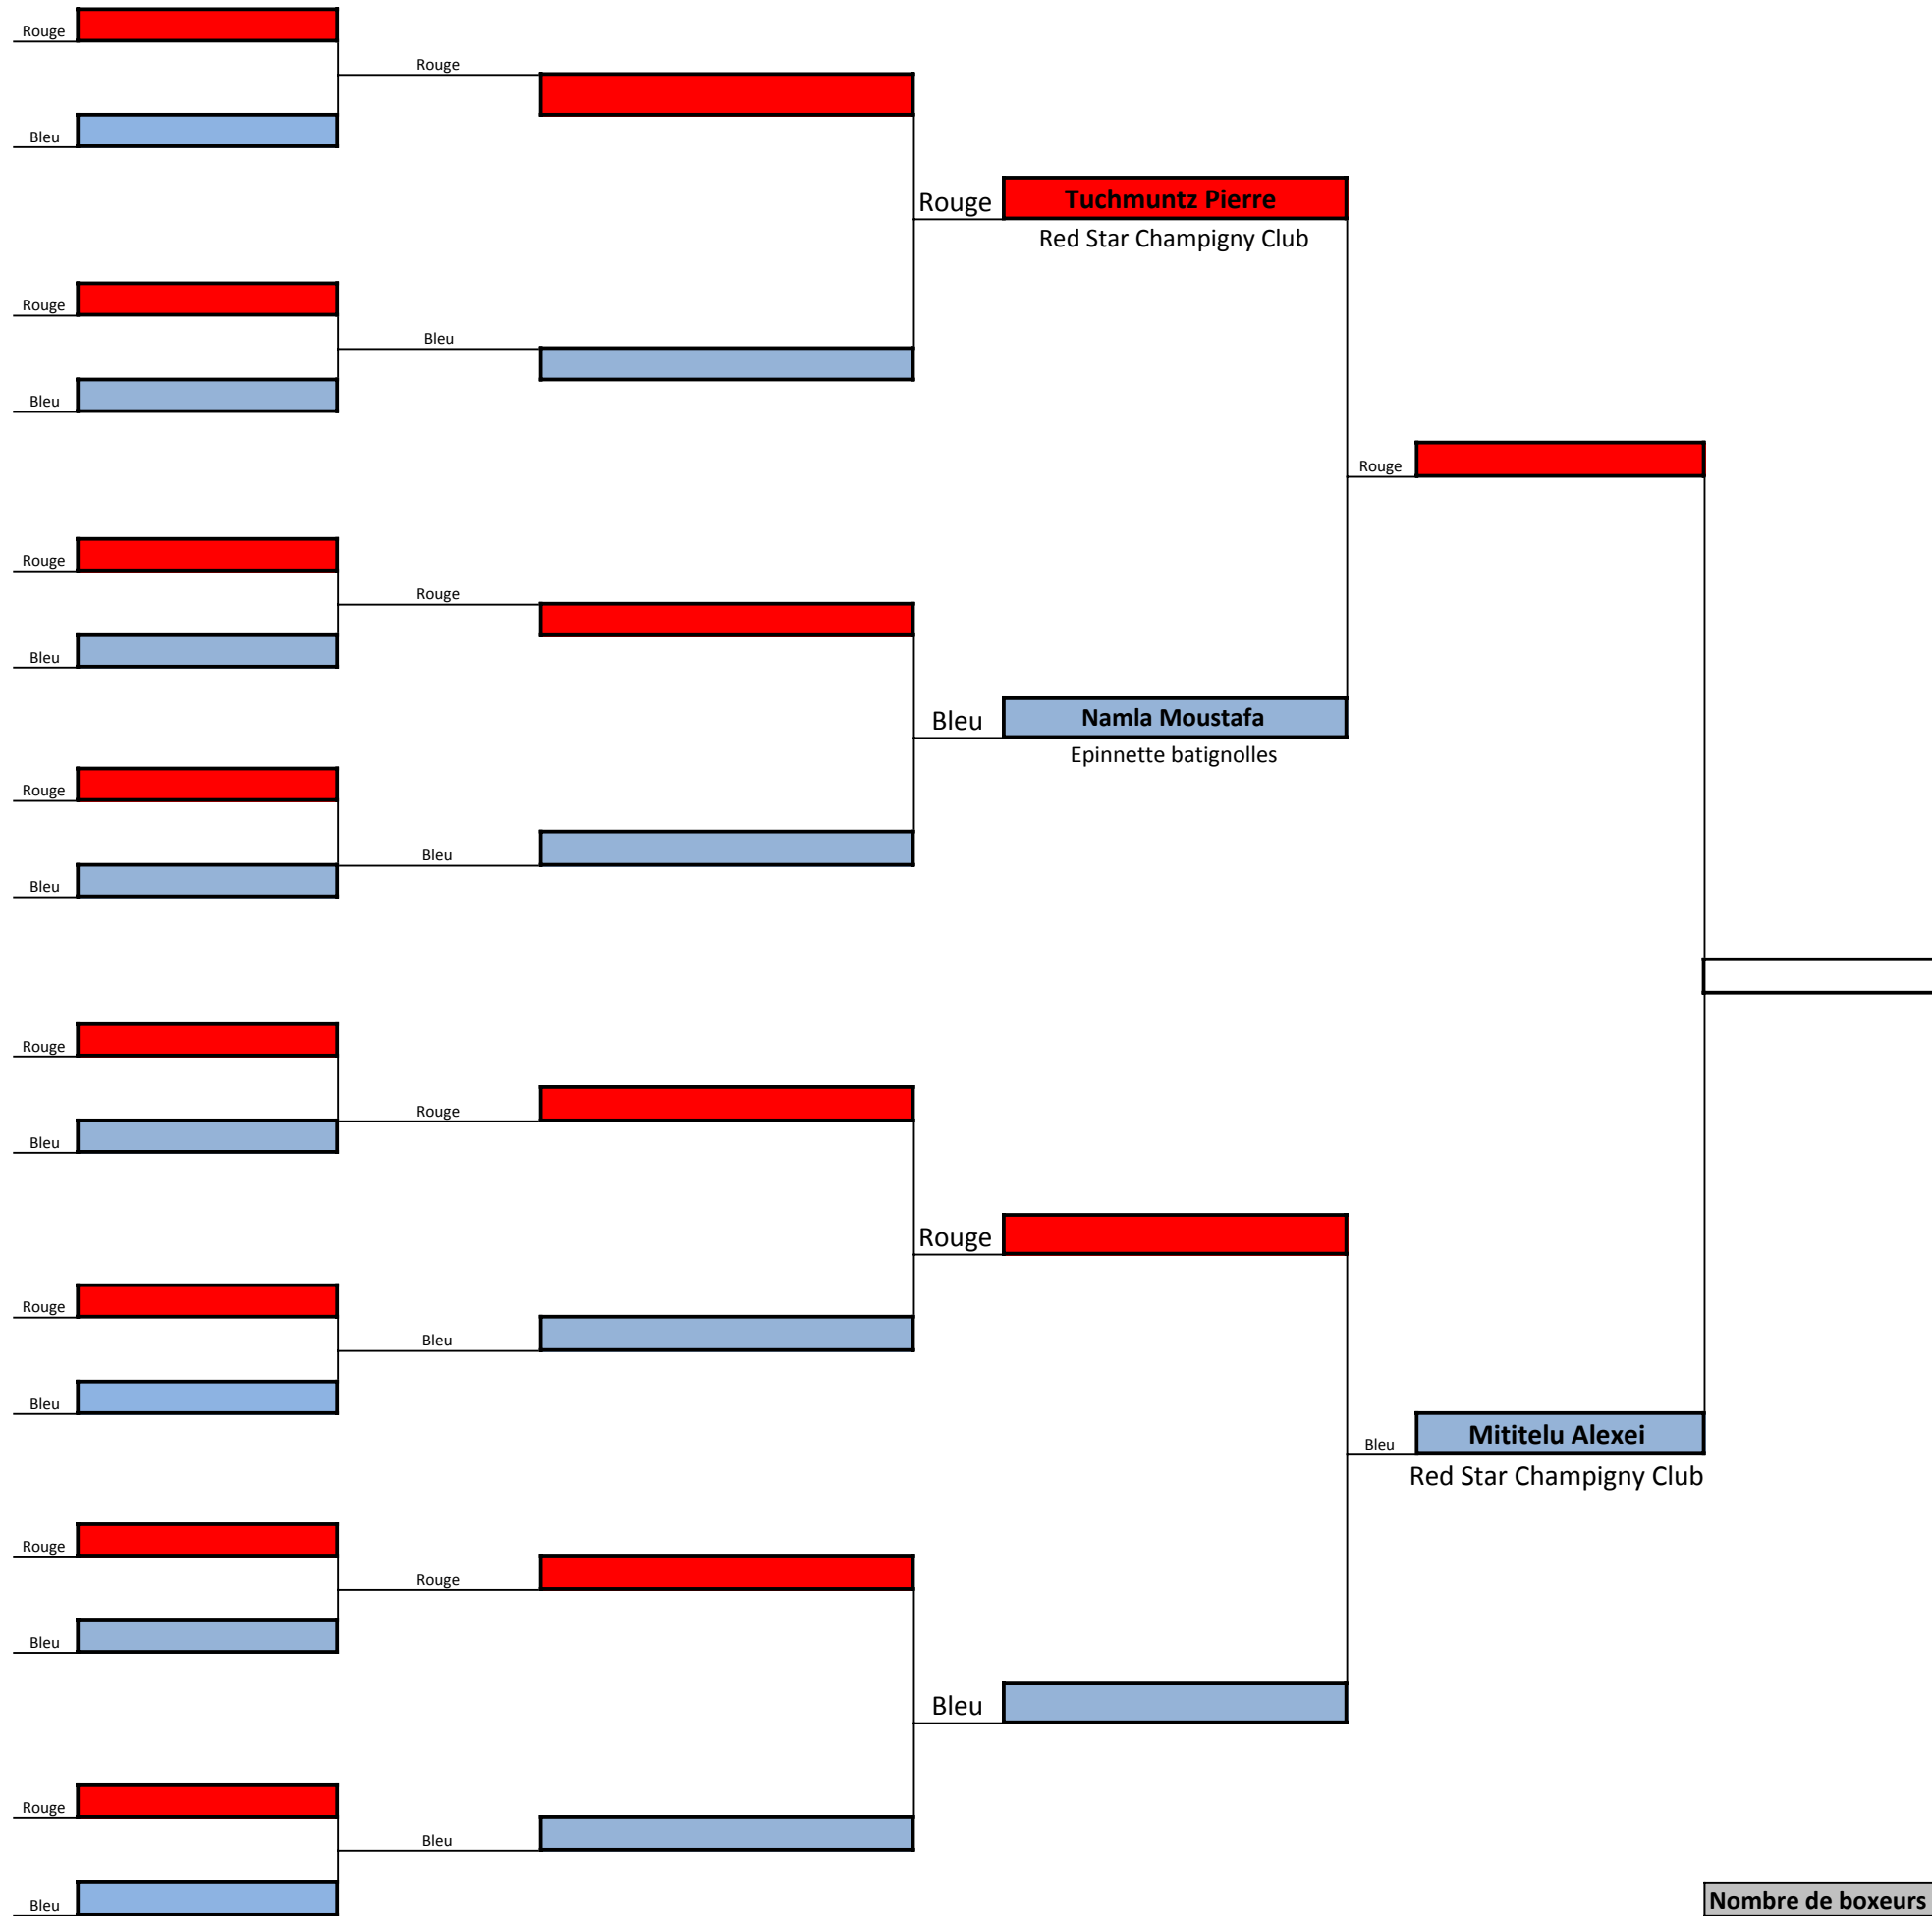 Rouge
Rouge
Bleu
Rouge
Tuchmuntz Pierre
Red Star Champigny Club
Rouge
Bleu
Bleu
Rouge
Rouge
Rouge
Bleu
Bleu
Namla Moustafa
Epinnette batignolles
Rouge
Bleu
Bleu
Rouge
Rouge
Bleu
Rouge
Rouge
Bleu
Bleu
Bleu
Mititelu Alexei
Red Star Champigny Club
Rouge
Rouge
Bleu
Bleu
Rouge
Bleu
Bleu
Nombre de boxeurs